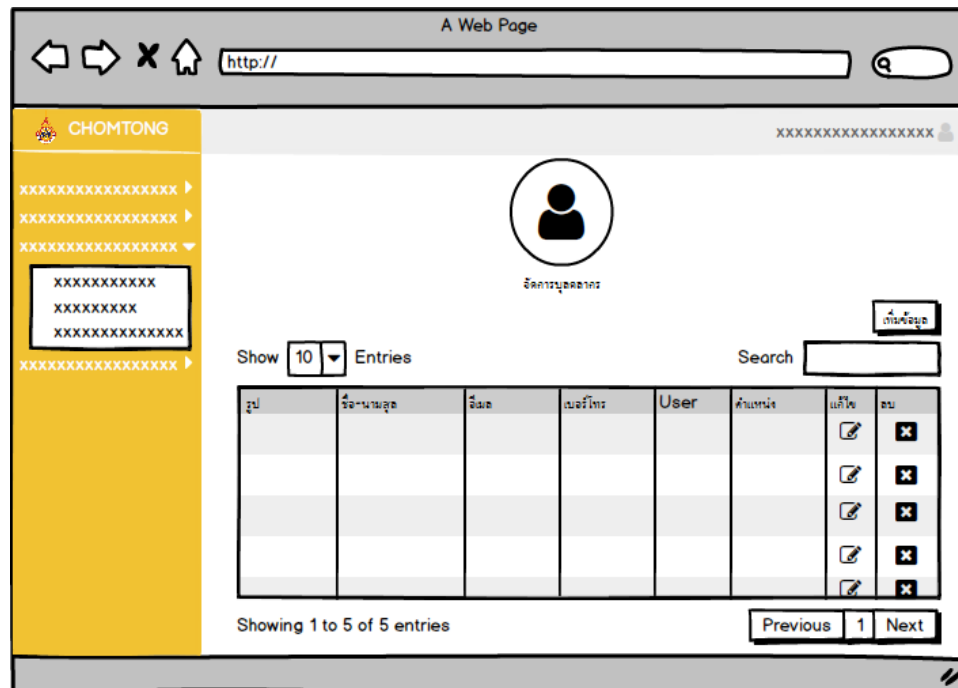 A Web Page
http://
CHOMTONG
xxxxxxxxxxxxxxxxx
xxxxxxxxxxxxxxxxx
xxxxxxxxxxxxxxxxx
xxxxxxxxxxxxxxxxx
xxxxxxxxxxx
xxxxxxxxx
xxxxxxxxxxxxxx
xxxxxxxxxxxxxxxxx
จัดการบุคลลากร
เพิ่มข้อมูล
Show 10 Entries Search
รูป ชื่อ-นามสุล อีเมล เบอร์โทร User ตำแหน่ง แก้ไข ลบ
Showing 1 to 5 of 5 entries Previous 1 Next